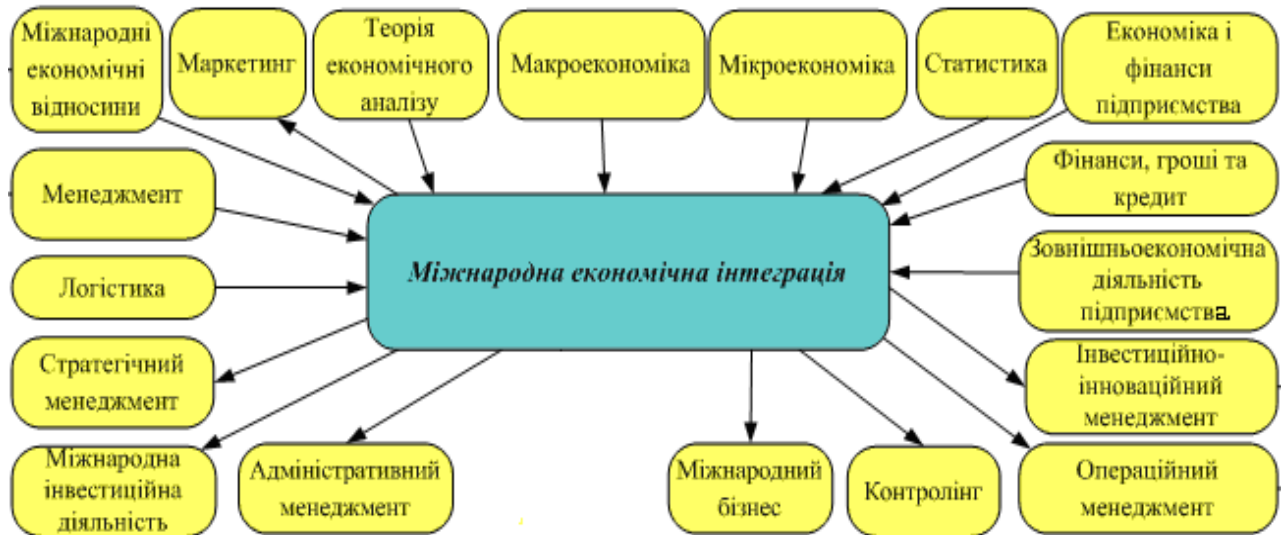 Міжнародні
економічні
відносини
Маркетинг
Теорія
економічного
аналізу
Макроекономіка
Мікроекономіка
Статистика
Економіка і
фінанси
підприємства
Менеджмент
Фінанси, гроші та
кредит
Міжнародна економічна інтеграція
Логістика
Зовнішньоекономічна
діяльність
підприємства
Стратегічний
менеджмент
Інвестиційно-
інноваційний
менеджмент
Міжнародна
інвестиційна
діяльність
Адміністративний
менеджмент
Міжнародний
бізнес
Контролінг
Операційний
менеджмент